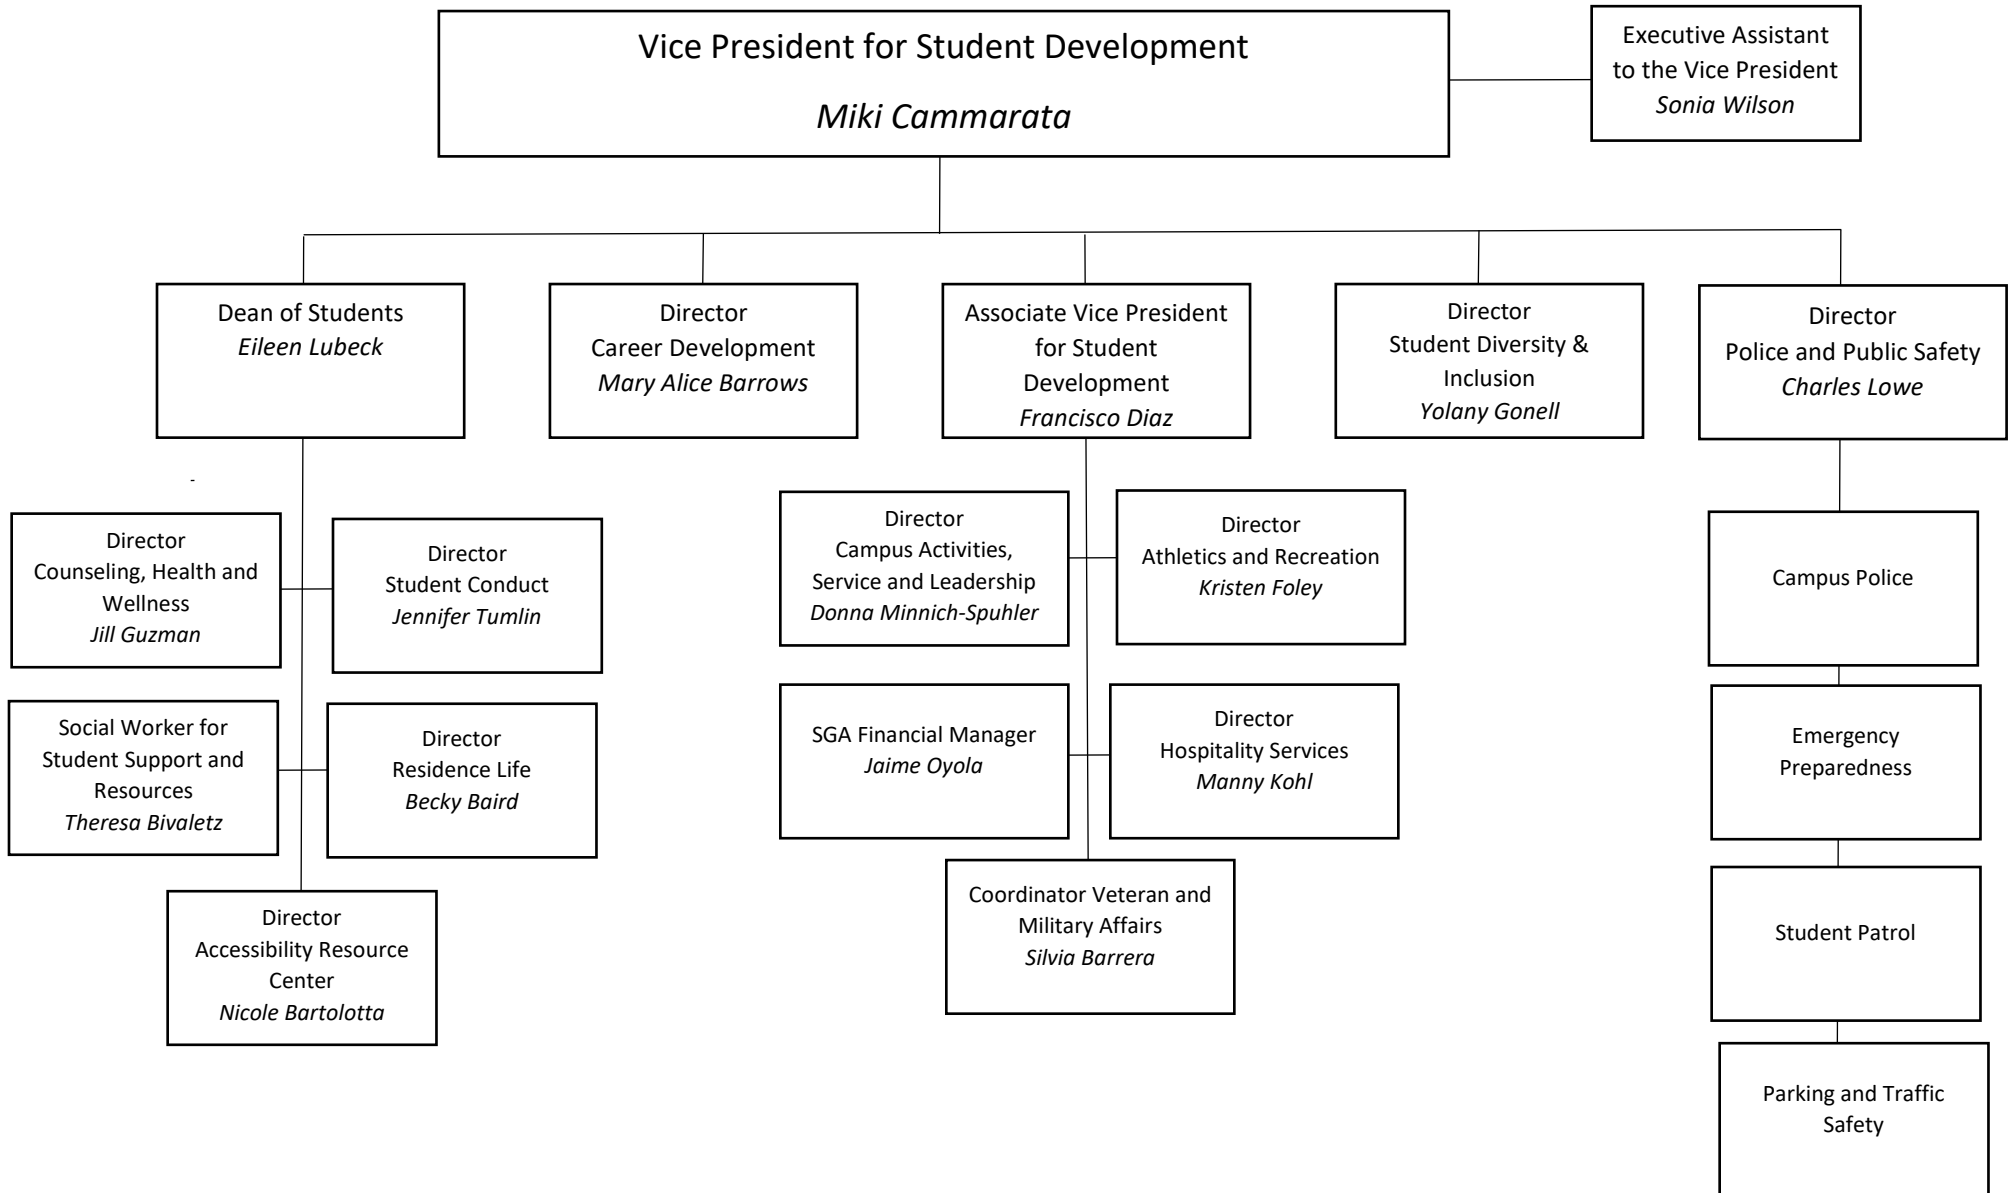 Vice President for Student Development
Miki Cammarata
Executive Assistant
to the Vice President
Sonia Wilson
Dean of Students
Eileen Lubeck
Director
Career Development
Mary Alice Barrows
Associate Vice President
for Student
Development
Francisco Diaz
Director
Student Diversity &
Inclusion
Yolany Gonell
Director
Police and Public Safety
Charles Lowe
-
Director
Counseling, Health and
Wellness
Jill Guzman
Director
Student Conduct
Jennifer Tumlin
Director
Campus Activities,
Service and Leadership
Donna Minnich-Spuhler
Director
Athletics and Recreation
Kristen Foley
Campus Police
Social Worker for
Student Support and
Resources
Theresa Bivaletz
Director
Residence Life
Becky Baird
SGA Financial Manager
Jaime Oyola
Director
Hospitality Services
Manny Kohl
Emergency
Preparedness
Director
Accessibility Resource
Center
Nicole Bartolotta
Coordinator Veteran and
Military Affairs
Silvia Barrera
Student Patrol
Parking and Traffic
Safety